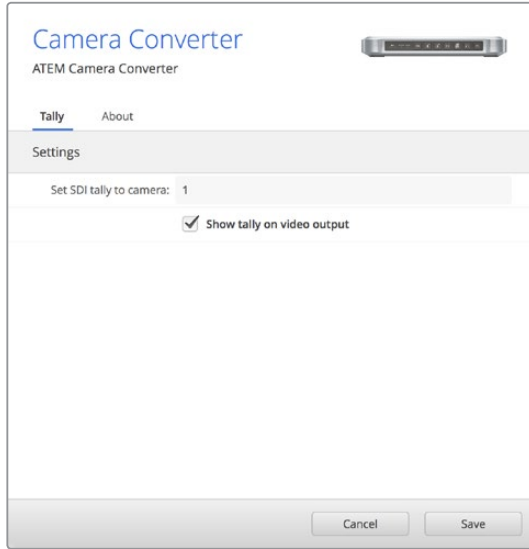 Camera Converter
ATEM Camera Converter
Tally About
Settings
Set SDI tally to camera: 1
Show tally on video output
Cancel Save